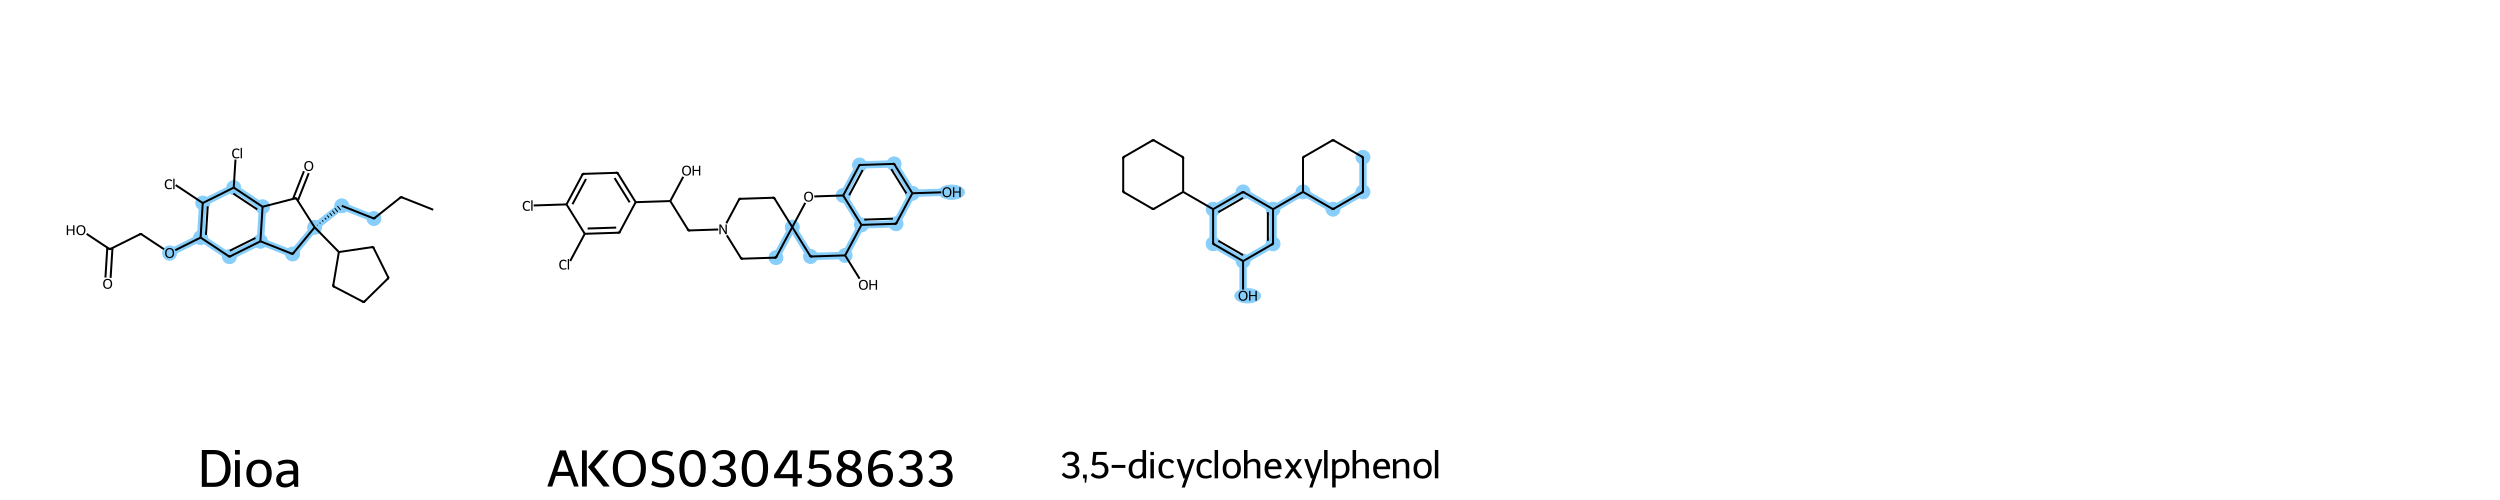 Cl
Cl
O
HO
O
O
Cl
Cl
OH
N
O
OH
OH
OH
Dioa
AKOS030458633
3,5-dicyclohexylphenol